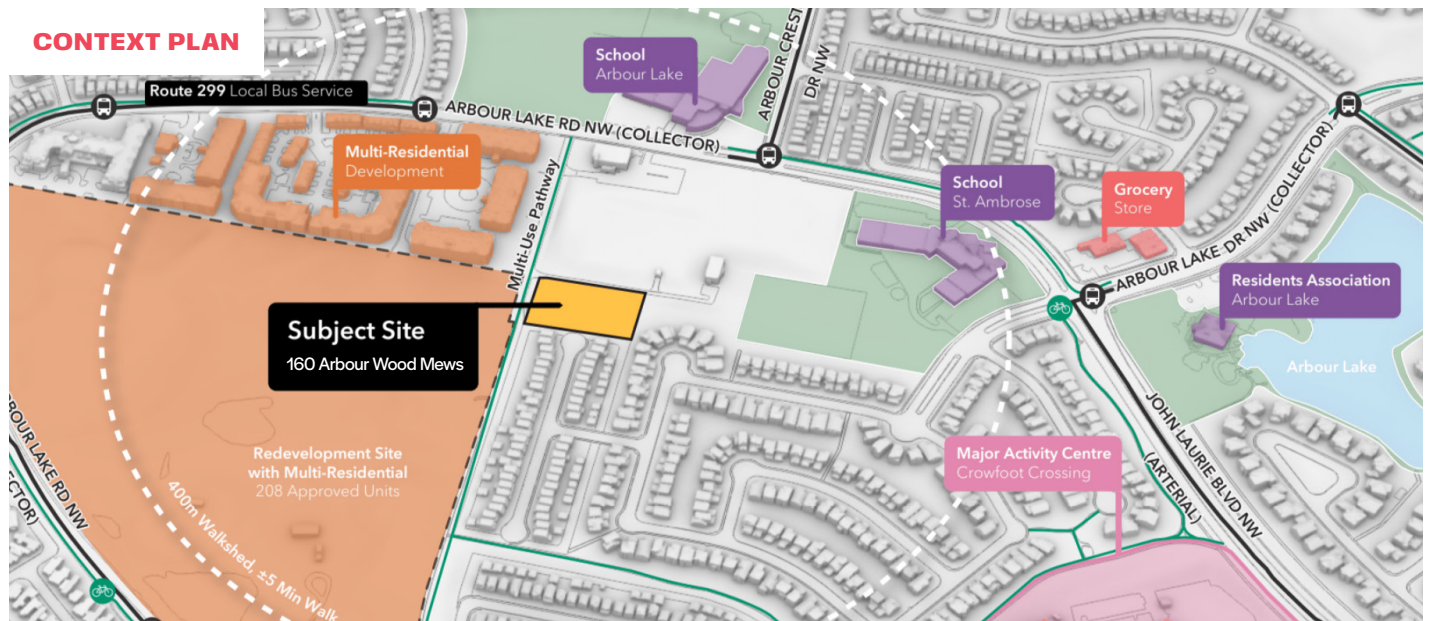 CONTEXT PLAN
Route 299 Local Bus Service
School
Arbour Lake
ARBOUR CREST
DR NW
ARBOUR LAKE RD NW (COLLECTOR)
Multi-Residential
Development
Multi-Use Pathway
School
St. Ambrose
Grocery
Store
ARBOUR LAKE DR NW (COLLECTOR)
Residents Association
Arbour Lake
Arbour Lake
Subject Site
160 Arbour Wood Mews
Redevelopment Site
with Multi-Residential
208 Approved Units
400m Walkshed, ±5 Min Walk
Major Activity Centre
Crowfoot Crossing
JOHN LAURIE BLVD NW
(ARTERIAL)
RBOUR LAKE RD NW
ECTOR)